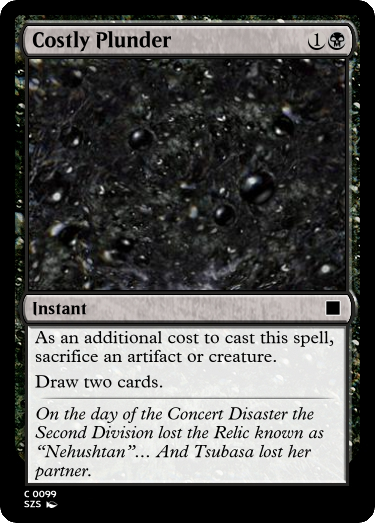 Costly Plunder 1
Instant
As an additional cost to cast this spell,
sacrifice an artifact or creature.
Draw two cards.
On the day of the Concert Disaster the
Second Division lost the Relic known as
“Nehushtan”… And Tsubasa lost her
partner.
C 0099
SZS